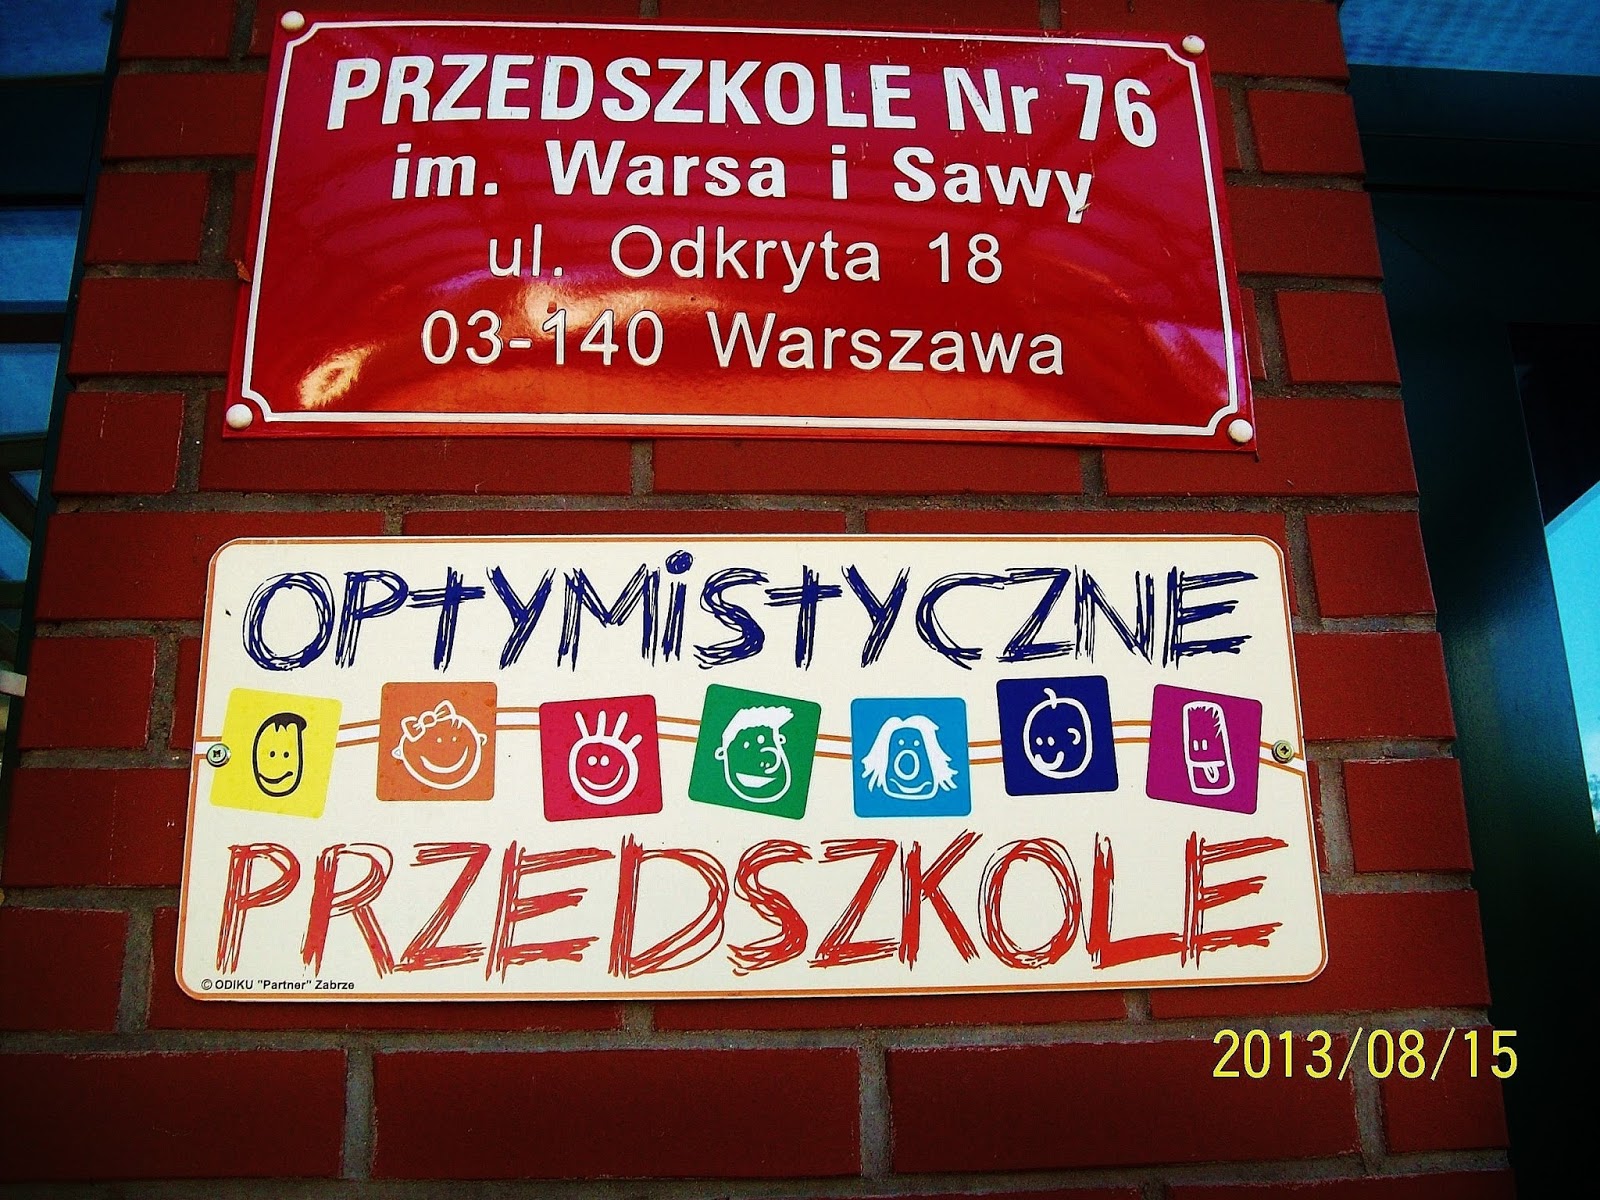 PRZEDSZKOLE Nr 76
im. Warsa i Sawy
ul. Odkryta 18
03-140 Warszawa
OPTYMiSTYCZNE
PRZEDSZKOLE
© ODIKU "Partner" Zabrze
2013/08/15